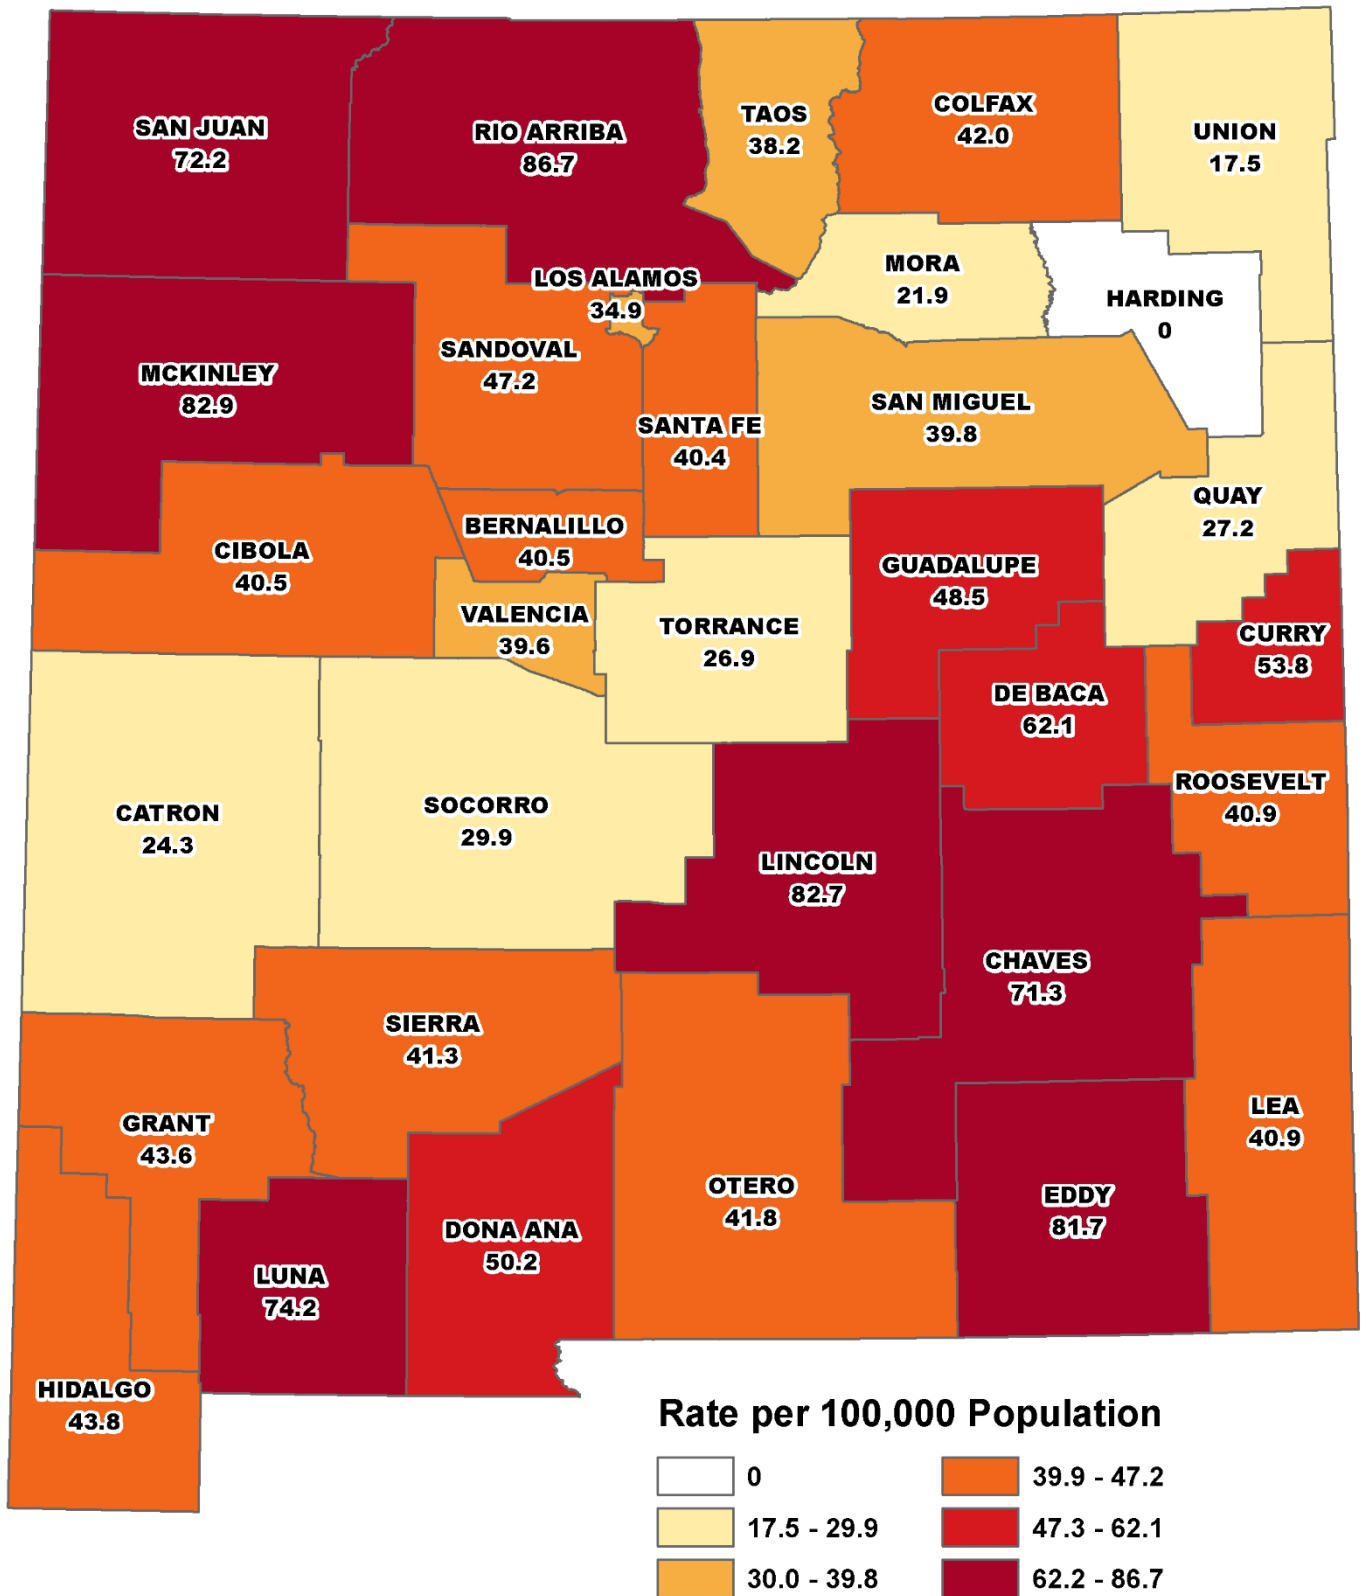 SAN JUAN
72.2
RIO ARRIBA
86.7
TAOS
38.2
COLFAX
42.0
UNION
17.5
LOS ALAMOS
34.9
MORA
21.9
HARDING
0
MCKINLEY
82.9
SANDOVAL
47.2
SANTA FE
40.4
SAN MIGUEL
39.8
QUAY
27.2
CIBOLA
40.5
BERNALILLO
40.5
GUADALUPE
48.5
VALENCIA
39.6
TORRANCE
26.9
CURRY
53.8
DE BACA
62.1
CATRON
24.3
SOCORRO
29.9
ROOSEVELT
40.9
LINCOLN
82.7
CHAVES
71.3
SIERRA
41.3
GRANT
43.6
LEA
40.9
OTERO
41.8
EDDY
81.7
DONA ANA
50.2
LUNA
74.2
HIDALGO
43.8
Rate per 100,000 Population
0
17.5 - 29.9
30.0 - 39.8
39.9 - 47.2
47.3 - 62.1
62.2 - 86.7